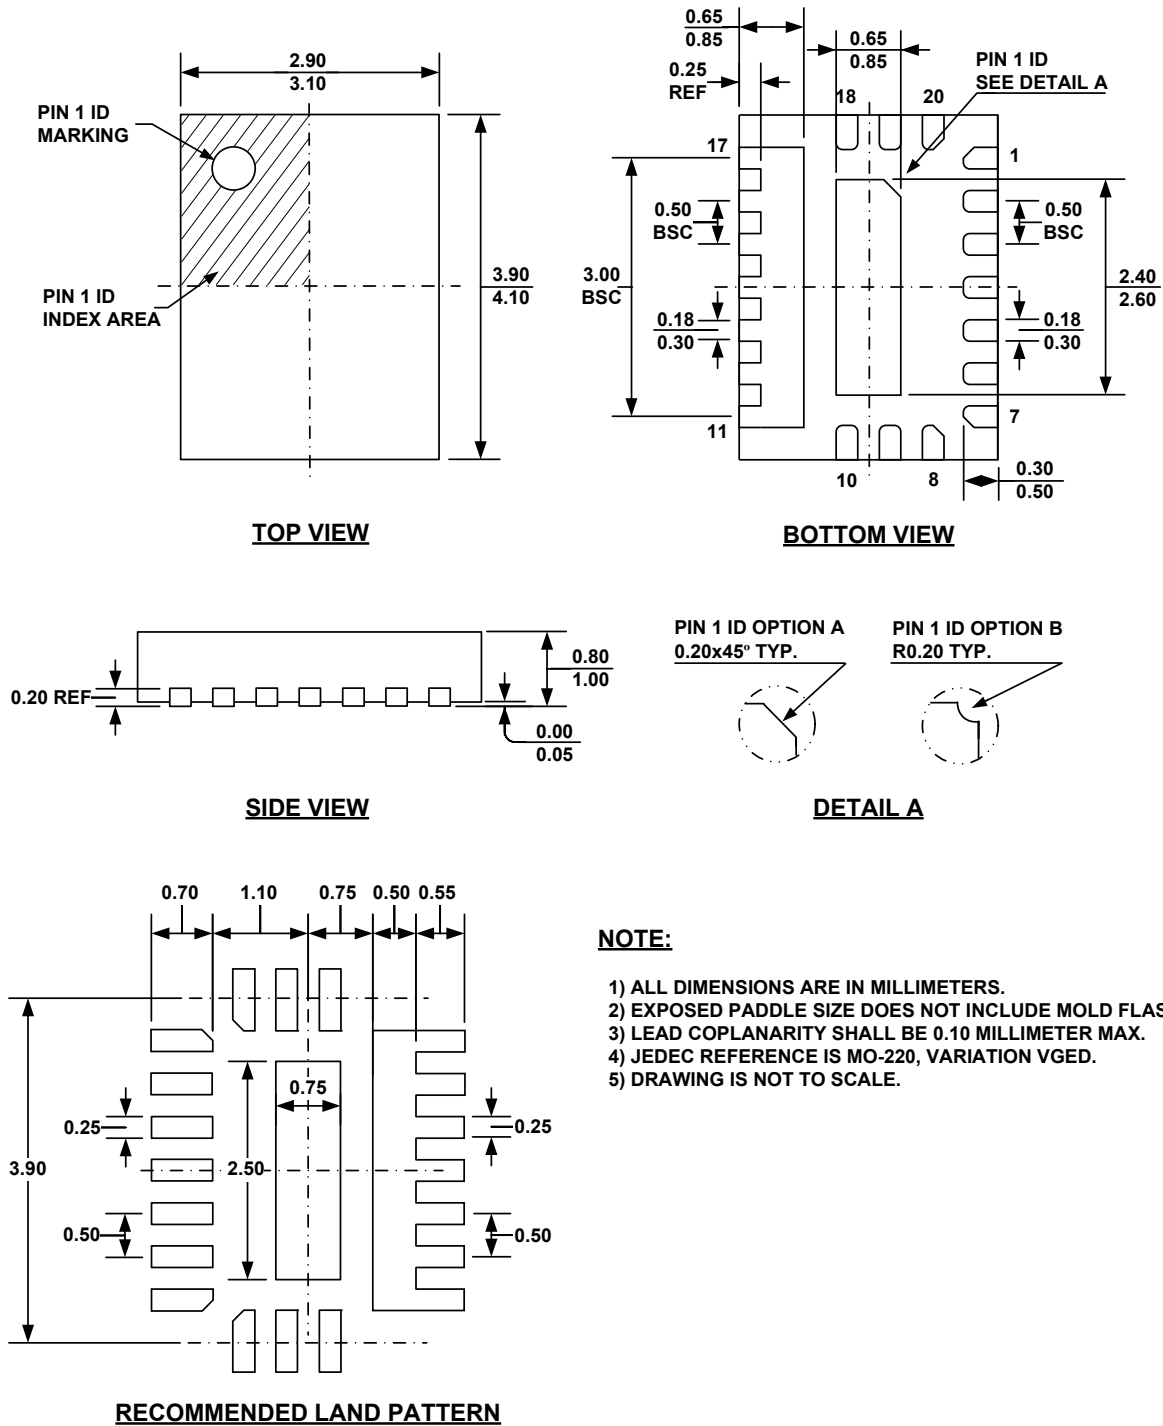 2.90
3.10
PIN 1 ID
MARKING
PIN 1 ID
INDEX AREA
3.90
4.10
TOP VIEW
0.65
0.85
0.25
REF
0.65
0.85
PIN 1 ID
SEE DETAIL A
18
20
17
1
0.50
BSC
0.50
BSC
3.00
BSC
2.40
2.60
0.18
0.30
0.18
0.30
11
7
10
8
0.30
0.50
BOTTOM VIEW
0.20 REF
0.80
1.00
0.00
0.05
SIDE VIEW
PIN 1 ID OPTION A
0.20x45º TYP.
PIN 1 ID OPTION B
R0.20 TYP.
DETAIL A
0.70
1.10
0.75
0.50
0.55
0.75
0.25
0.25
3.90
2.50
0.50
0.50
RECOMMENDED LAND PATTERN
NOTE:
1) ALL DIMENSIONS ARE IN MILLIMETERS.
2) EXPOSED PADDLE SIZE DOES NOT INCLUDE MOLD FLAS
3) LEAD COPLANARITY SHALL BE 0.10 MILLIMETER MAX.
4) JEDEC REFERENCE IS MO-220, VARIATION VGED.
5) DRAWING IS NOT TO SCALE.